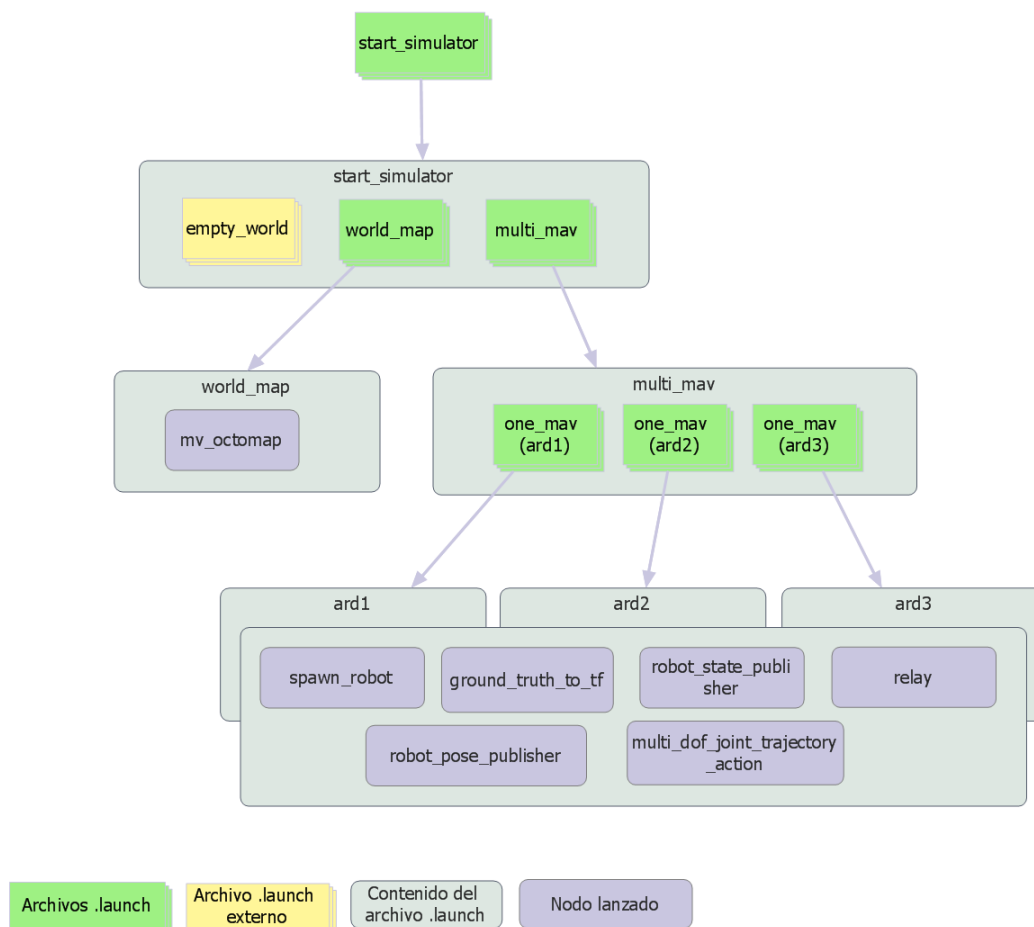 start_simulator
start_simulator
empty_world
world_map
multi_mav
world_map
mv_octomap
multi_mav
one_mav
(ard1)
one_mav
(ard2)
one_mav
(ard3)
ard1
ard2
ard3
spawn_robot
ground_truth_to_tf
robot_state_publi
sher
relay
robot_pose_publisher
multi_dof_joint_trajectory
_action
Archivos .launch
Archivo .launch
externo
Contenido del
archivo .launch
Nodo lanzado